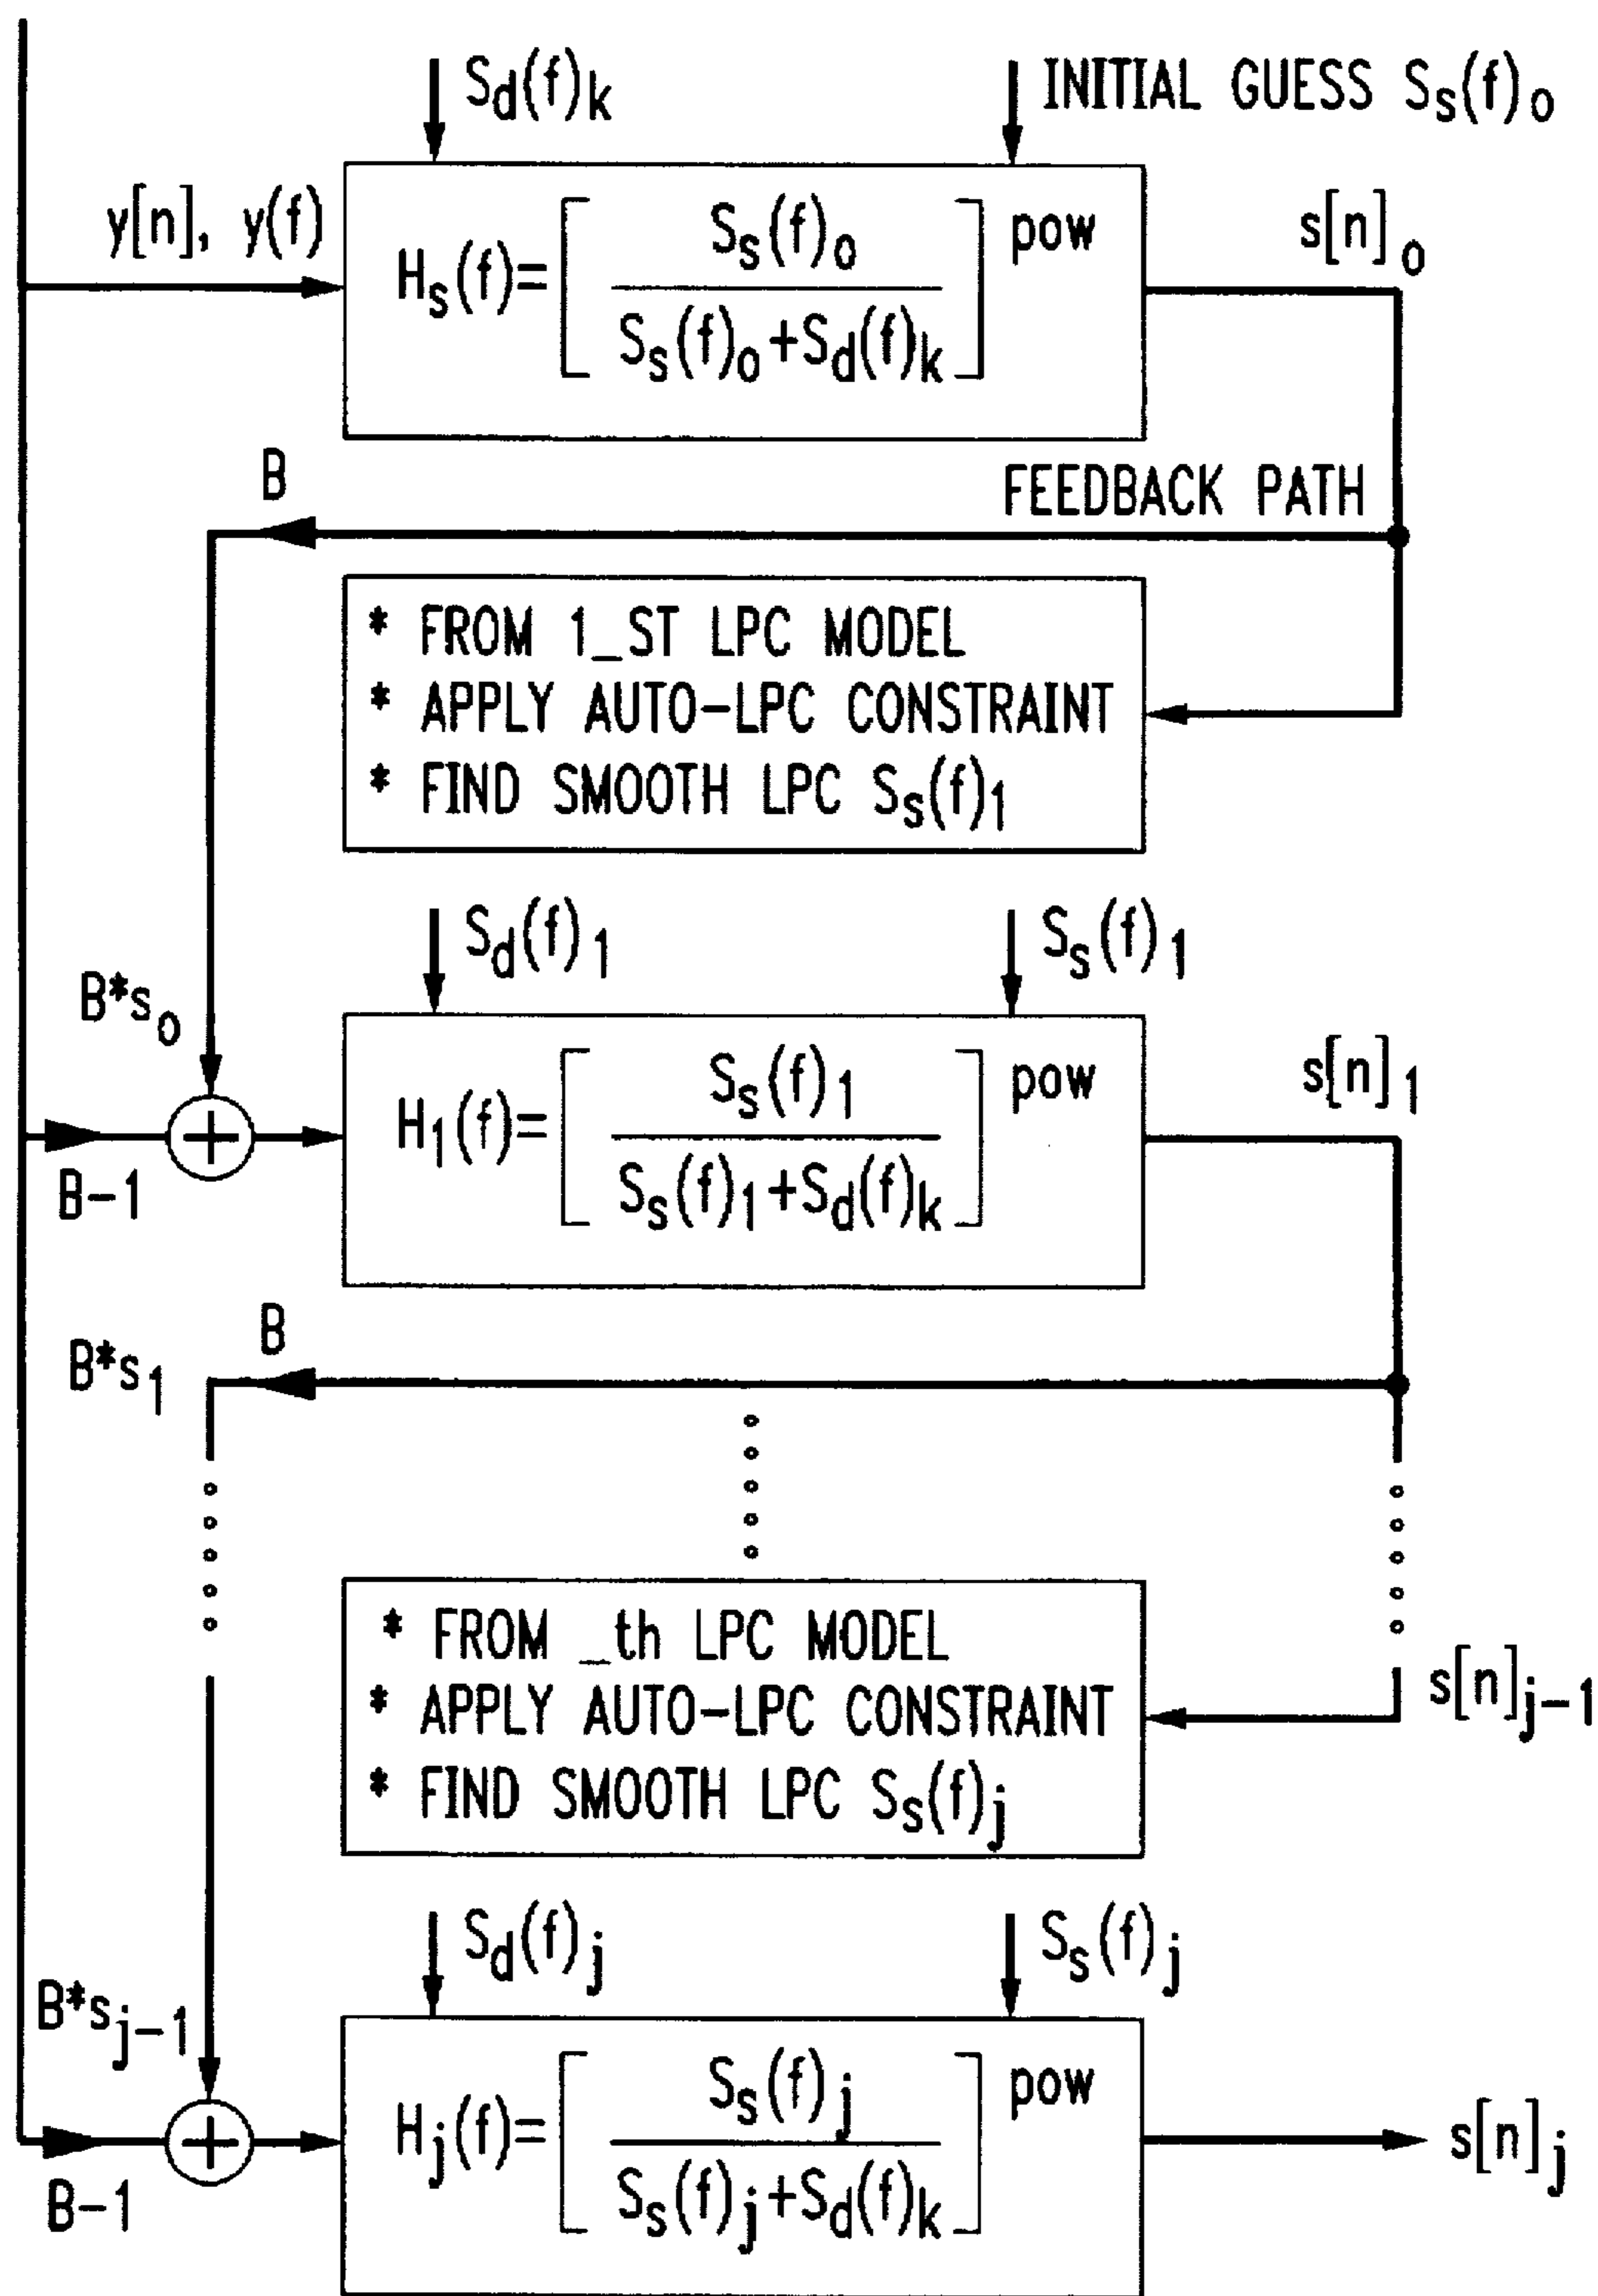 S_d(f)_k
INITIAL GUESS S_s(f)_o
y[n], y(f)
H_s(f)=[ S_s(f)_o / S_s(f)_o+S_d(f)_k ] pow
s[n]_o
B
FEEDBACK PATH
* FROM 1_ST LPC MODEL
* APPLY AUTO-LPC CONSTRAINT
* FIND SMOOTH LPC S_s(f)_1
S_d(f)_1
S_s(f)_1
B*s_o
H_1(f)=[ S_s(f)_1 / S_s(f)_1+S_d(f)_k ] pow
s[n]_1
B-1
B
B*s_1
* FROM _th LPC MODEL
* APPLY AUTO-LPC CONSTRAINT
* FIND SMOOTH LPC S_s(f)_j
s[n]_j-1
S_d(f)_j
S_s(f)_j
B*s_j-1
H_j(f)=[ S_s(f)_j / S_s(f)_j+S_d(f)_k ] pow
s[n]_j
B-1